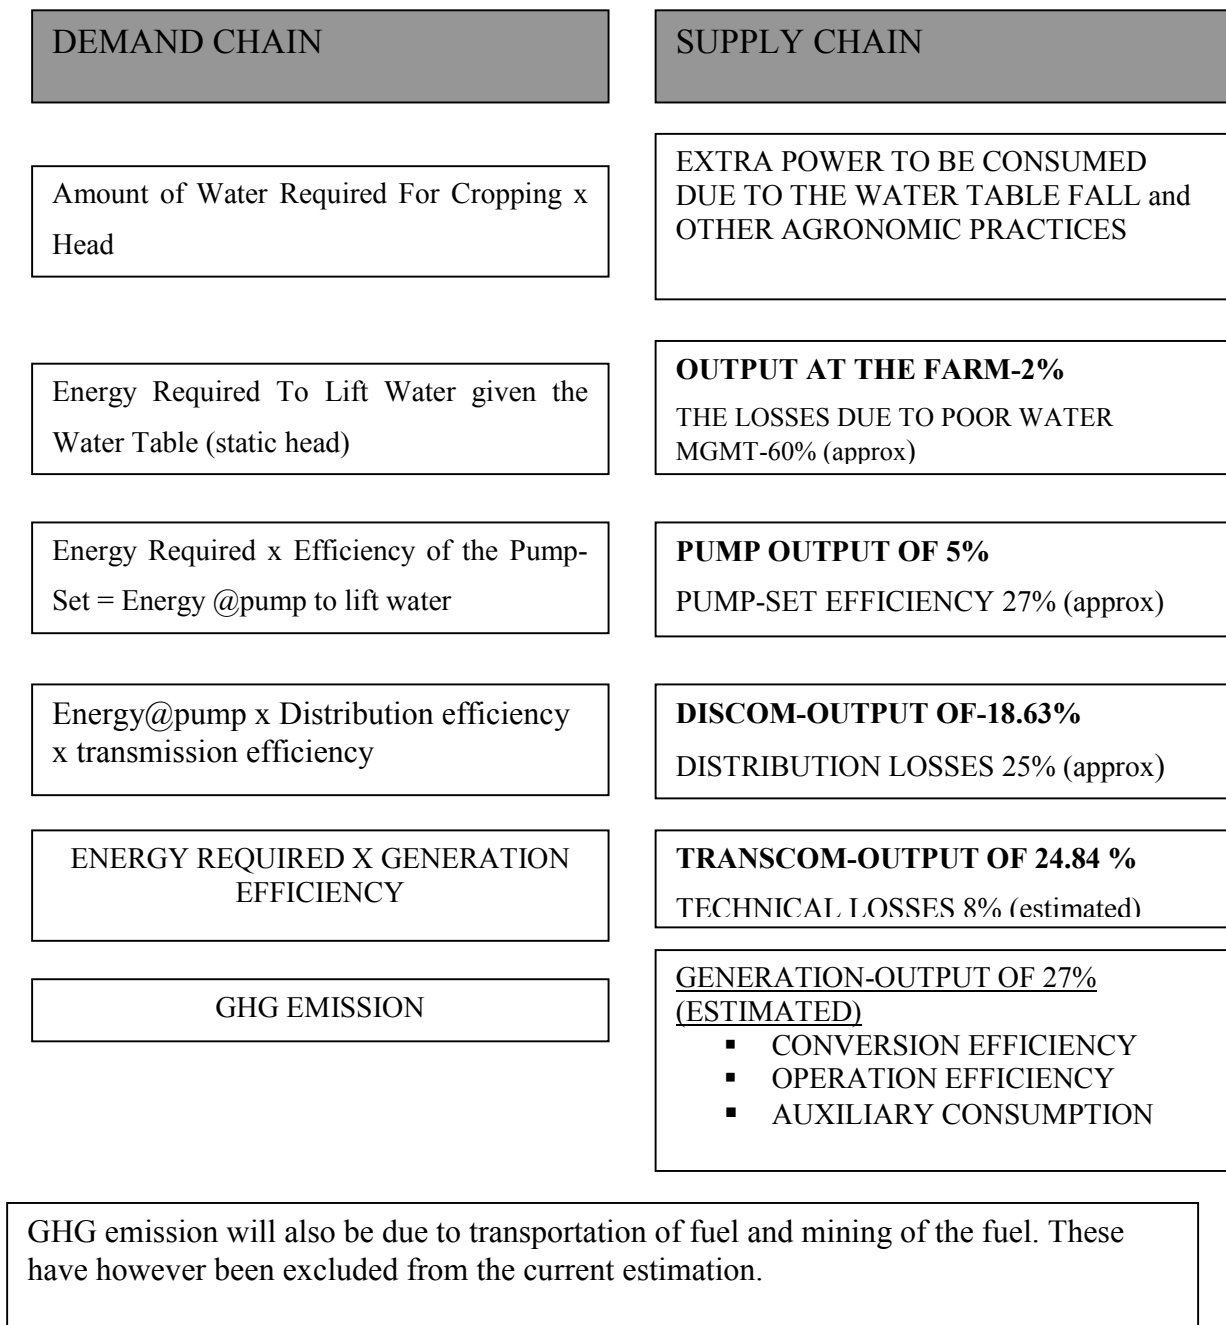 DEMAND CHAIN
Amount of Water Required For Cropping x
Head
Energy Required To Lift Water given the
Water Table (static head)
Energy Required x Efficiency of the Pump-
Set = Energy @pump to lift water
Energy@pump x Distribution efficiency
x transmission efficiency
ENERGY REQUIRED X GENERATION
EFFICIENCY
GHG EMISSION
SUPPLY CHAIN
EXTRA POWER TO BE CONSUMED
DUE TO THE WATER TABLE FALL and
OTHER AGRONOMIC PRACTICES
OUTPUT AT THE FARM-2%
THE LOSSES DUE TO POOR WATER
MGMT-60% (approx)
PUMP OUTPUT OF 5%
PUMP-SET EFFICIENCY 27% (approx)
DISCOM-OUTPUT OF-18.63%
DISTRIBUTION LOSSES 25% (approx)
TRANSCOM-OUTPUT OF 24.84 %
TECHNICAL LOSSES 8% (estimated)
GENERATION-OUTPUT OF 27%
(ESTIMATED)
▪ CONVERSION EFFICIENCY
▪ OPERATION EFFICIENCY
▪ AUXILIARY CONSUMPTION
GHG emission will also be due to transportation of fuel and mining of the fuel. These
have however been excluded from the current estimation.